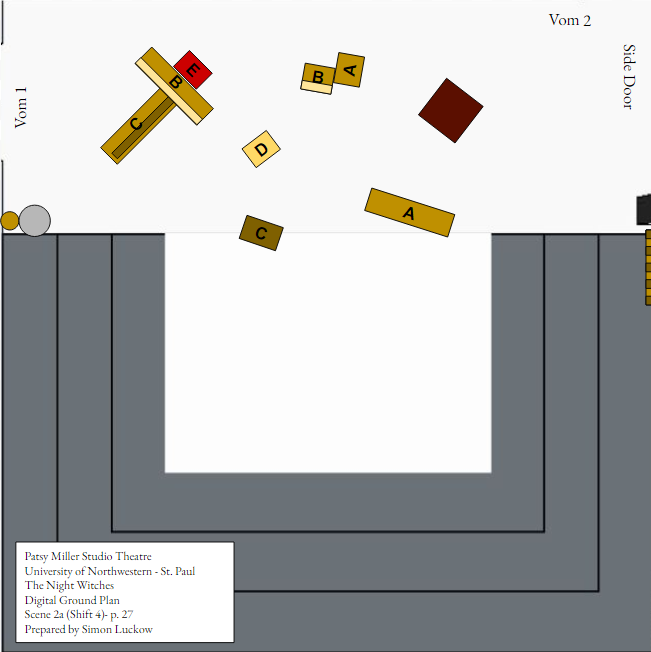 Vom 2
Side Door
Vom 1
E
B
C
B
A
D
A
C
Patsy Miller Studio Theatre
University of Northwestern - St. Paul
The Night Witches
Digital Ground Plan
Scene 2a (Shift 4)- p. 27
Prepared by Simon Luckow